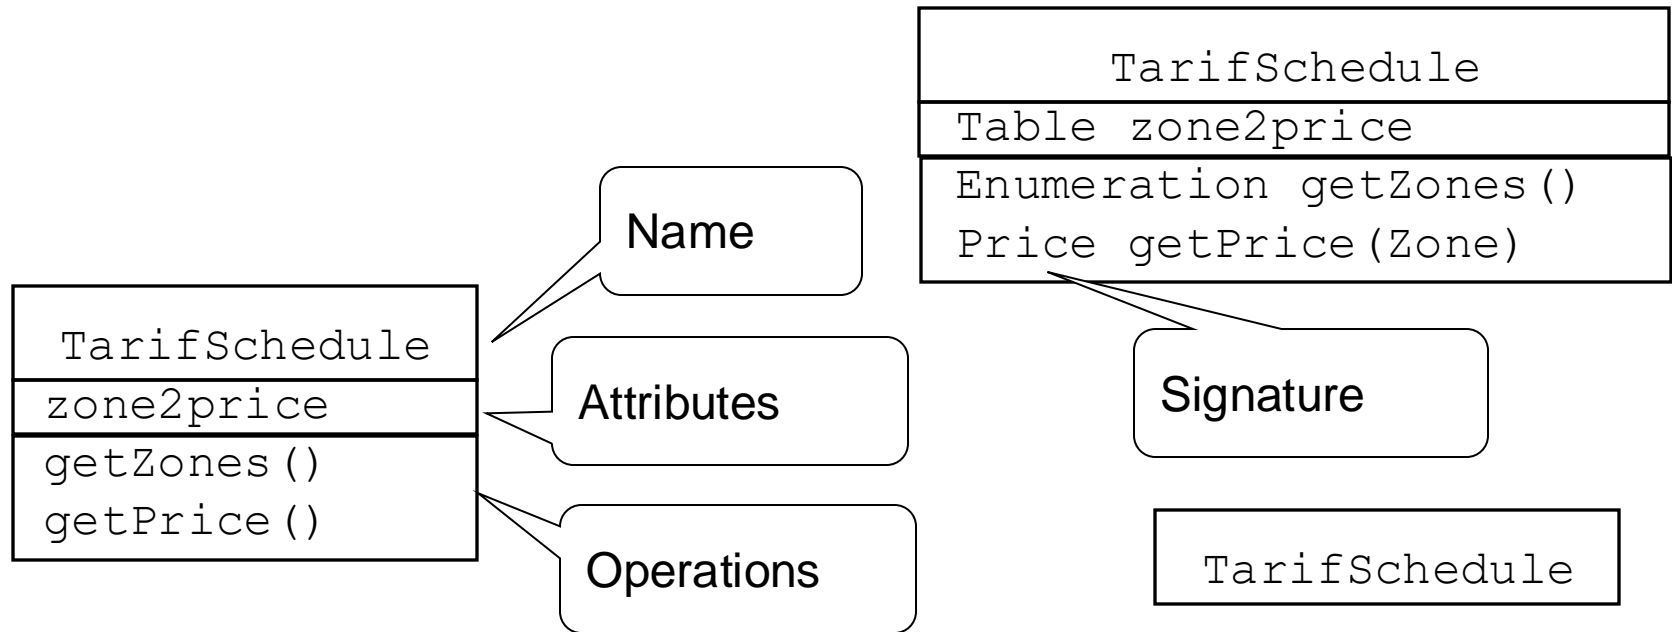 TarifSchedule
zone2price
getZones()
getPrice()
Name
Attributes
Operations
TarifSchedule
Table zone2price
Enumeration getZones()
Price getPrice(Zone)
Signature
TarifSchedule